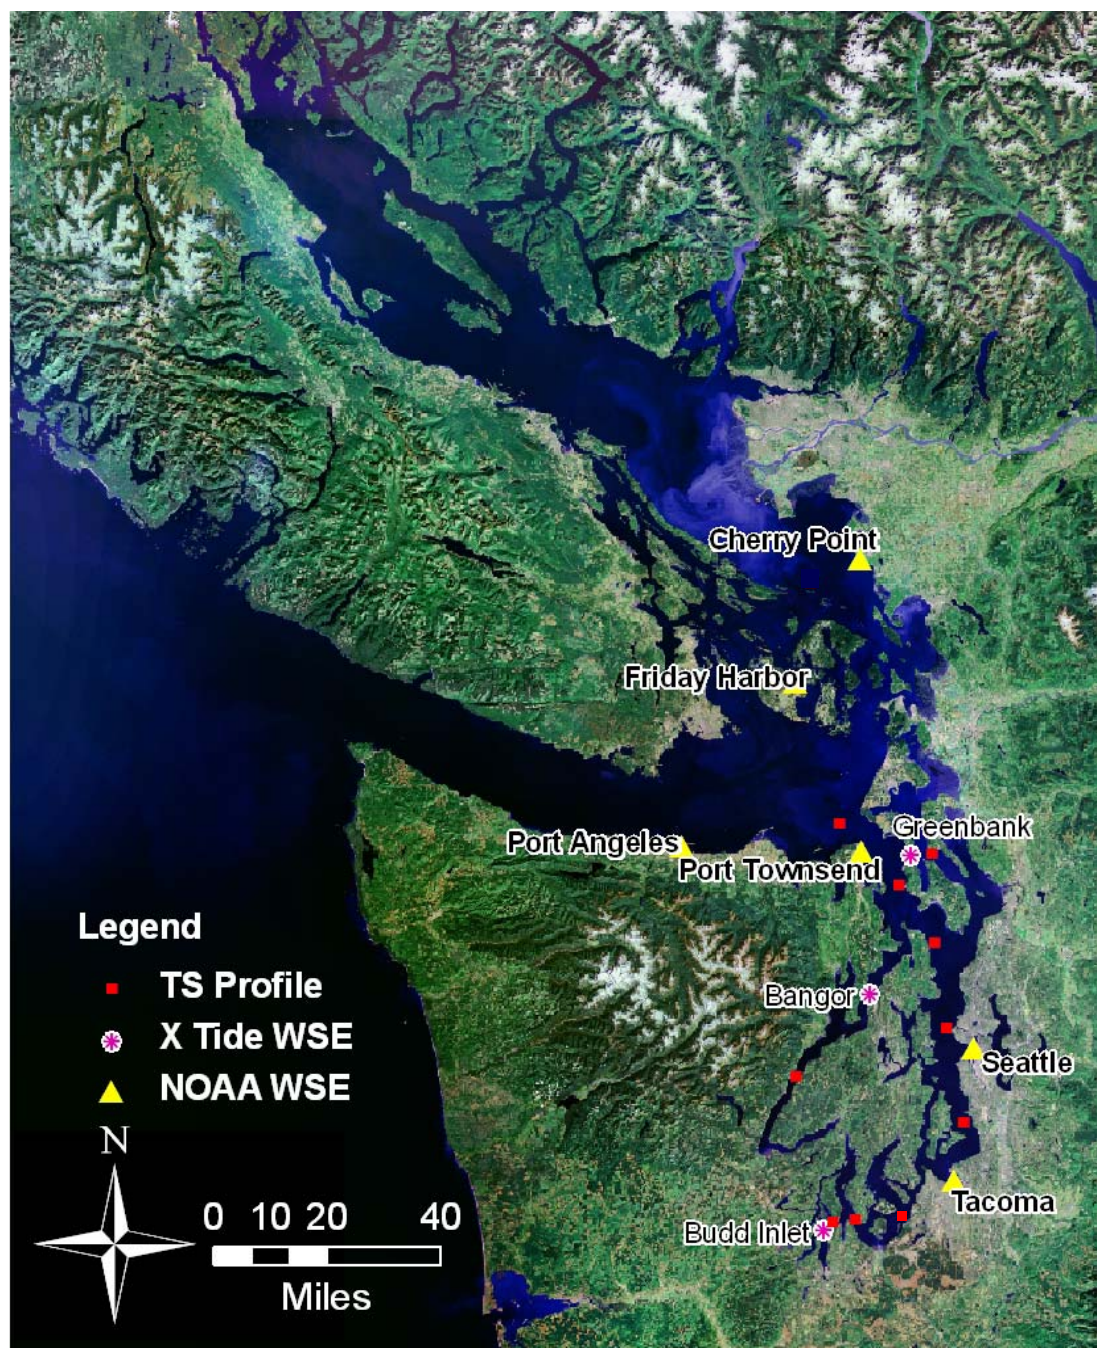 Cherry Point
Friday Harbor
Greenbank
Port Angeles
Port Townsend
Legend
TS Profile
Bangor
X Tide WSE
Seattle
NOAA WSE
N
Tacoma
0 10 20 40
Budd Inlet
Miles